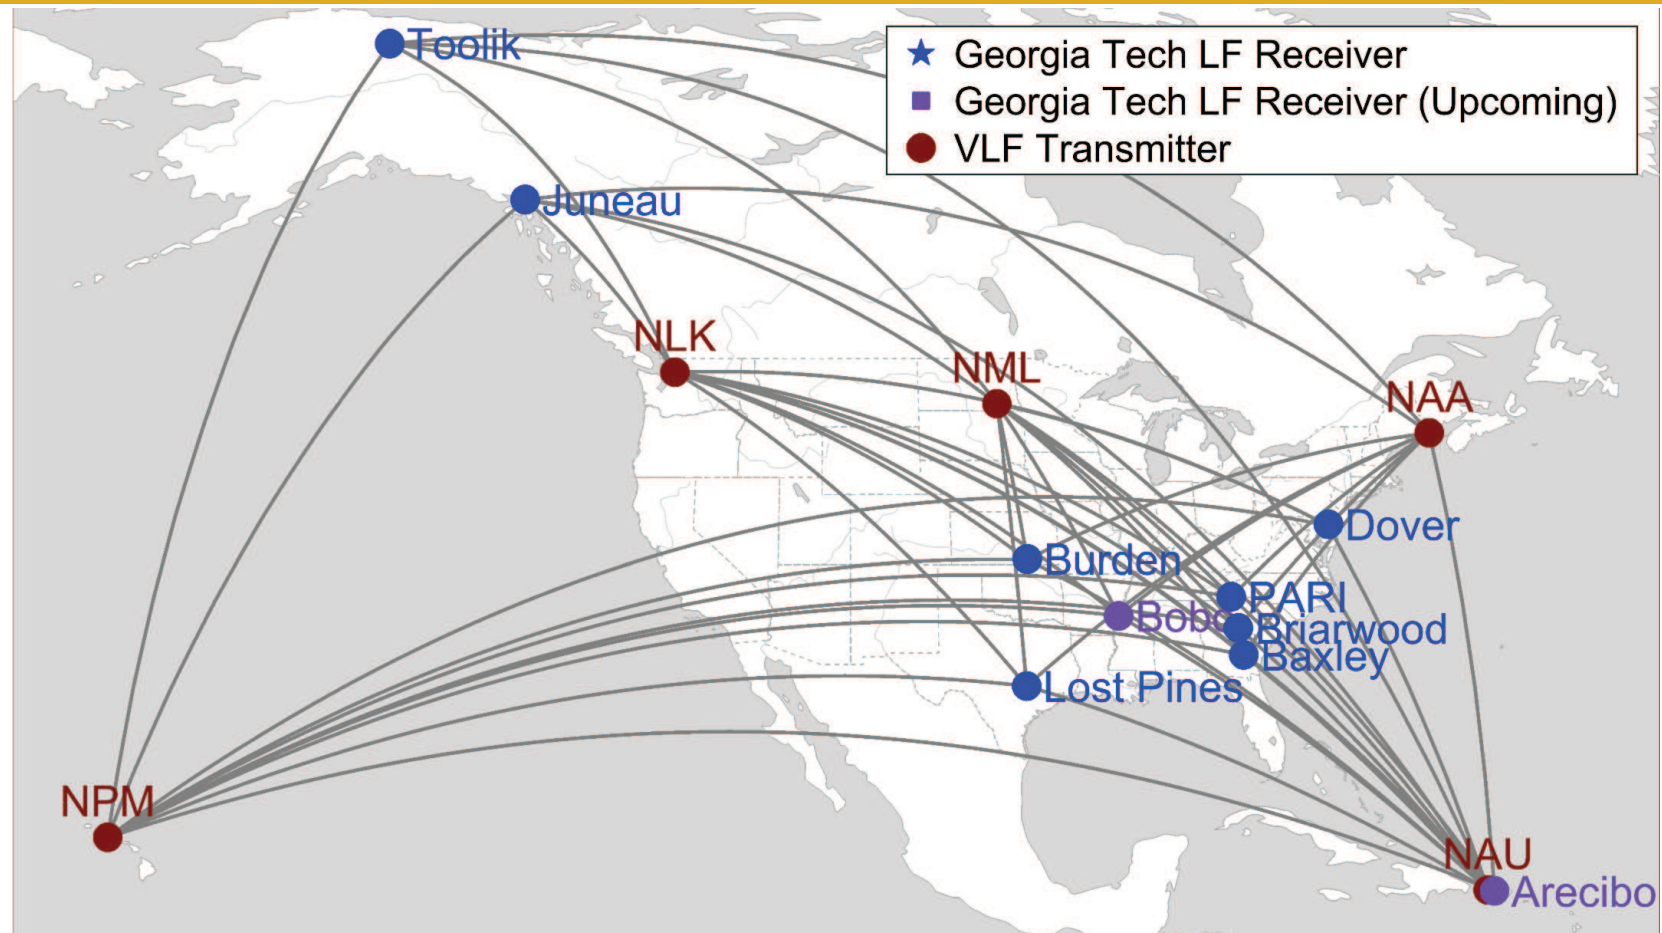 Toolik
Georgia Tech LF Receiver
Georgia Tech LF Receiver (Upcoming)
VLF Transmitter
Juneau
NLK
NML
NAA
Dover
Burden
PARI
Bobo
Briarwood
Baxley
Lost Pines
NPM
NAU
Arecibo